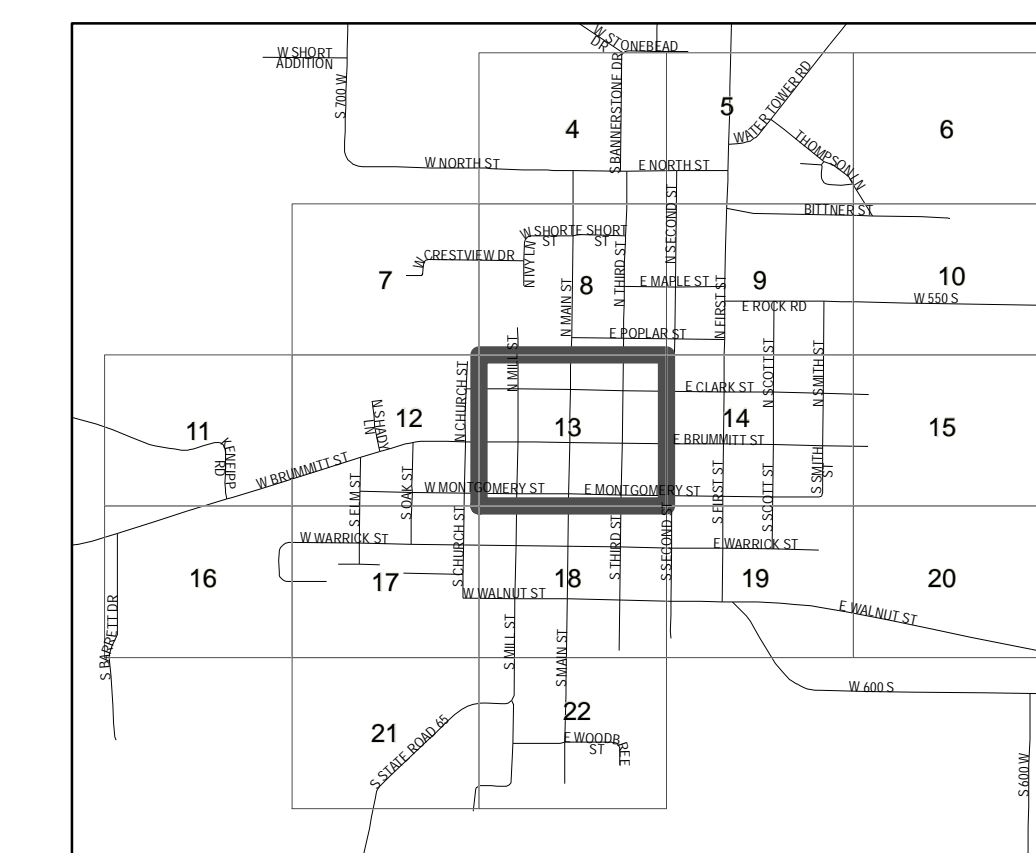 W STONEBEAD
DR
W SHORT
ADDITION
S 700 W
S BANNERSTONE DR
WATER TOWER RD
THOMPSON LN
4
5
6
W NORTH ST
E NORTH ST
BITTNER ST
N SECOND ST
W SHORT
ST
E SHORT
ST
W CRESTVIEW DR
N IVY LN
N THIRD ST
7
8
9
10
E MAPLE ST
N MAIN ST
N FIRST ST
W 550 S
E ROCK RD
E POPLAR ST
N MILL ST
N SCOTT ST
N SMITH ST
N CHURCH ST
E CLARK ST
N SHADY
LN
11
12
13
14
15
E BRUMMITT ST
W BRUMMITT ST
RD
S SMITH
ST
S ELM ST
S OAK ST
W MONTGOMERY ST
E MONTGOMERY ST
S FIRST ST
S SCOTT ST
S CHURCH ST
S THIRD ST
S SECOND ST
W WARRICK ST
E WARRICK ST
16
17
18
19
20
W WALNUT ST
E WALNUT ST
S BARRETT DR
S MILL ST
S MAIN ST
W 600 S
21
22
S STATE ROAD 65
E WOODB
REE
ST
S 600 W